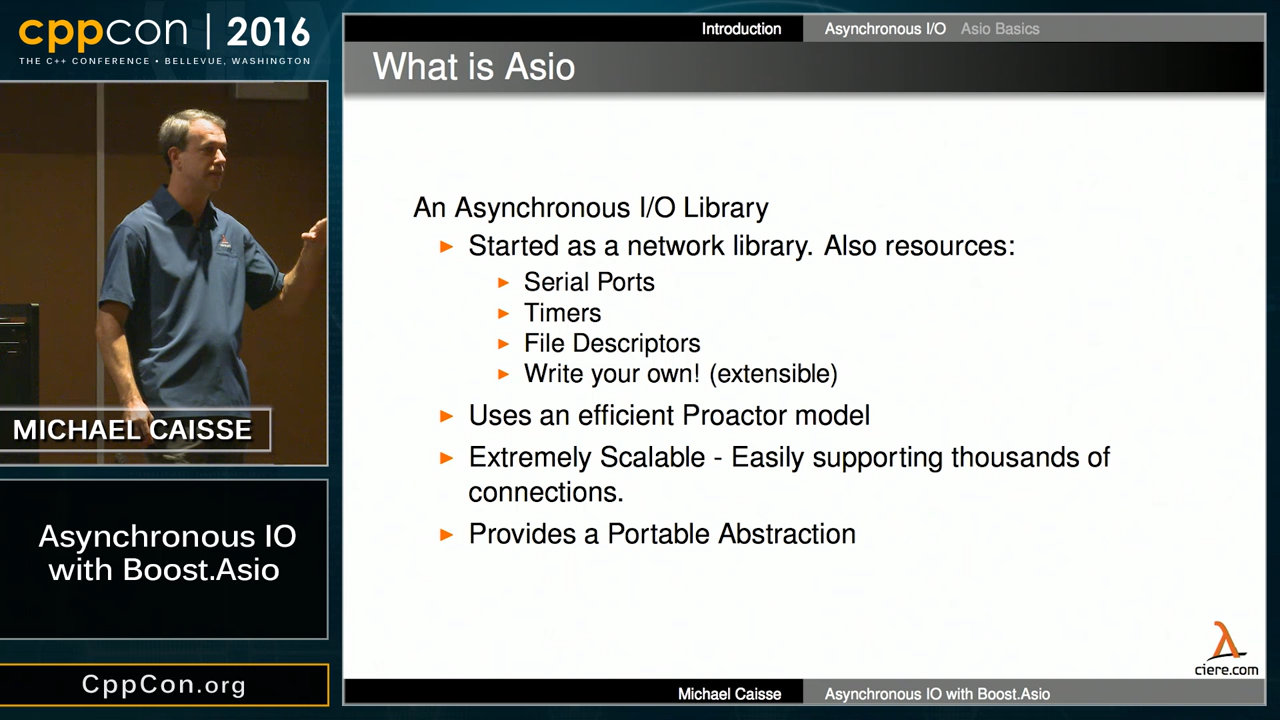 cppcon | 2016
THE C++ CONFERENCE • BELLEVUE, WASHINGTON
MICHAEL CAISSE
Asynchronous IO
with Boost.Asio
CppCon.org
Introduction
Asynchronous I/O Asio Basics
What is Asio
An Asynchronous I/O Library
Started as a network library. Also resources:
Serial Ports
Timers
File Descriptors
Write your own! (extensible)
Uses an efficient Proactor model
Extremely Scalable - Easily supporting thousands of
connections.
Provides a Portable Abstraction
ciere.com
Michael Caisse
Asynchronous IO with Boost.Asio